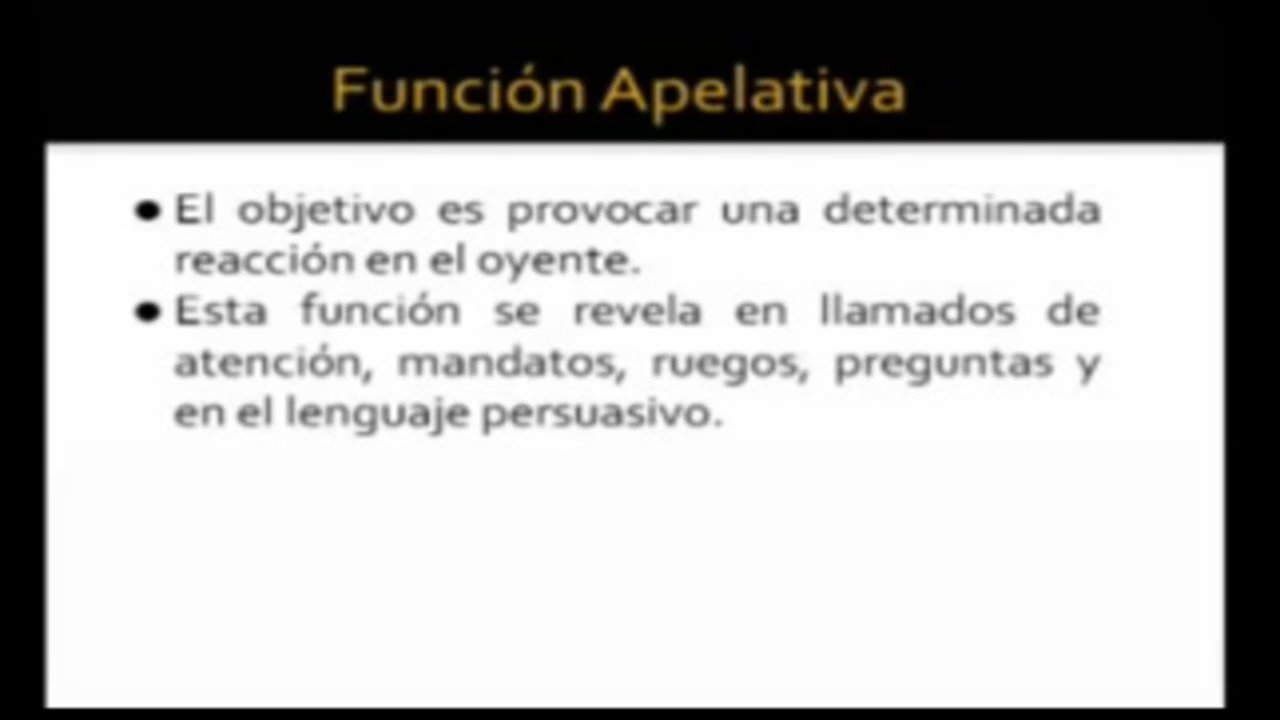 Función Apelativa
● El objetivo es provocar una determinada
reacción en el oyente.
● Esta función se revela en llamados de
atención, mandatos, ruegos, preguntas y
en el lenguaje persuasivo.